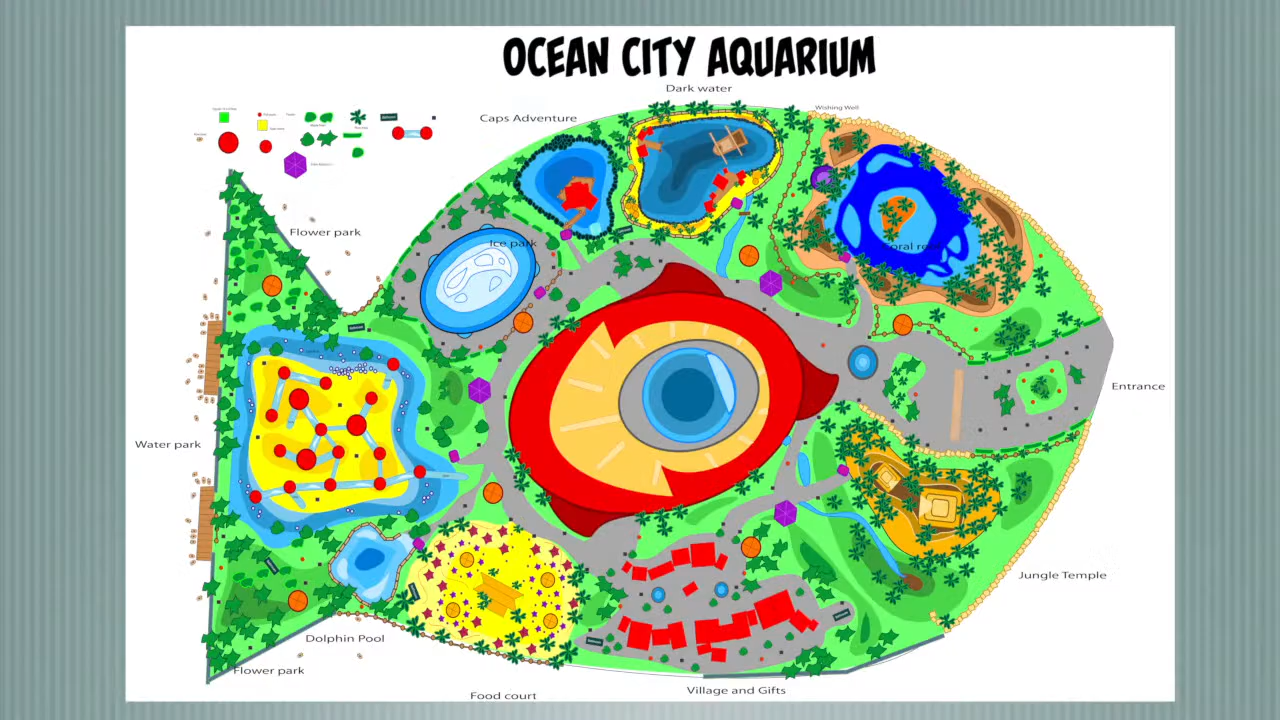 OCEAN CITY AQUARIUM
Dark water
Wishing Well
Caps Adventure
Flower park
Ice park
Coral reef
Entrance
Water park
Jungle Temple
Dolphin Pool
Flower park
Village and Gifts
Food court